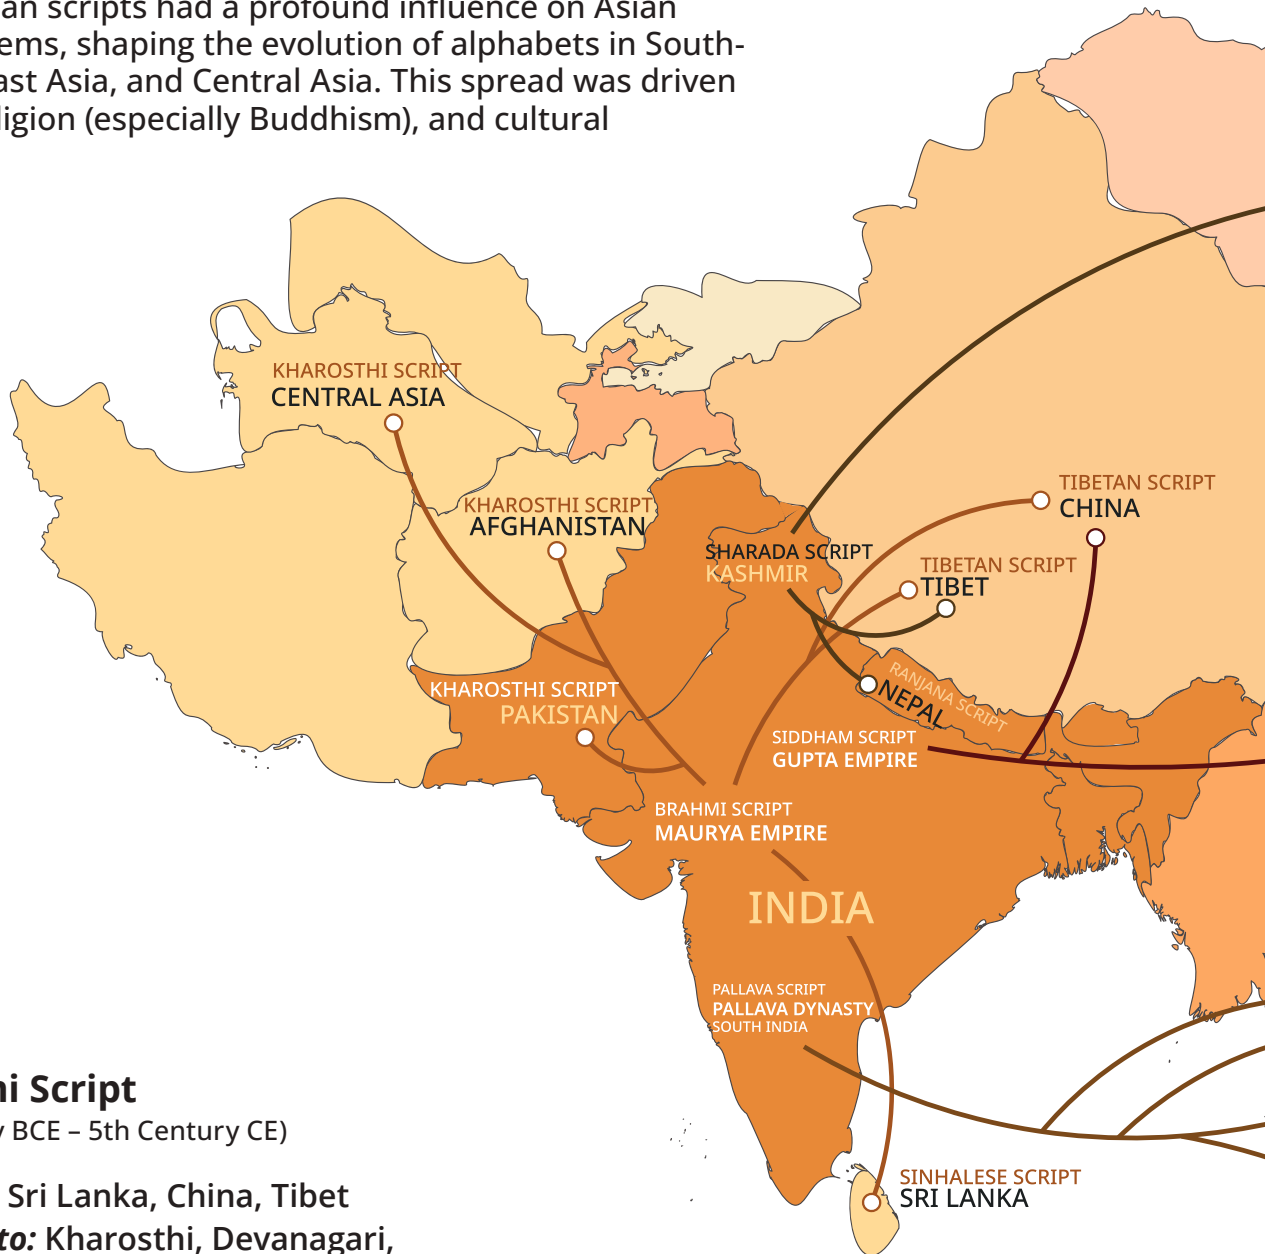 an scripts had a profound influence on Asian
ems, shaping the evolution of alphabets in South-
ast Asia, and Central Asia. This spread was driven
ligion (especially Buddhism), and cultural
KHAROSTHI SCRIPT
CENTRAL ASIA
KHAROSTHI SCRIPT
AFGHANISTAN
TIBETAN SCRIPT
CHINA
SHARADA SCRIPT
KASHMIR
TIBETAN SCRIPT
TIBET
RANJANA SCRIPT
NEPAL
KHAROSTHI SCRIPT
PAKISTAN
SIDDHAM SCRIPT
GUPTA EMPIRE
BRAHMI SCRIPT
MAURYA EMPIRE
INDIA
PALLAVA SCRIPT
PALLAVA DYNASTY
SOUTH INDIA
SINHALESE SCRIPT
SRI LANKA
ni Script
y BCE – 5th Century CE)
Sri Lanka, China, Tibet
to: Kharosthi, Devanagari,